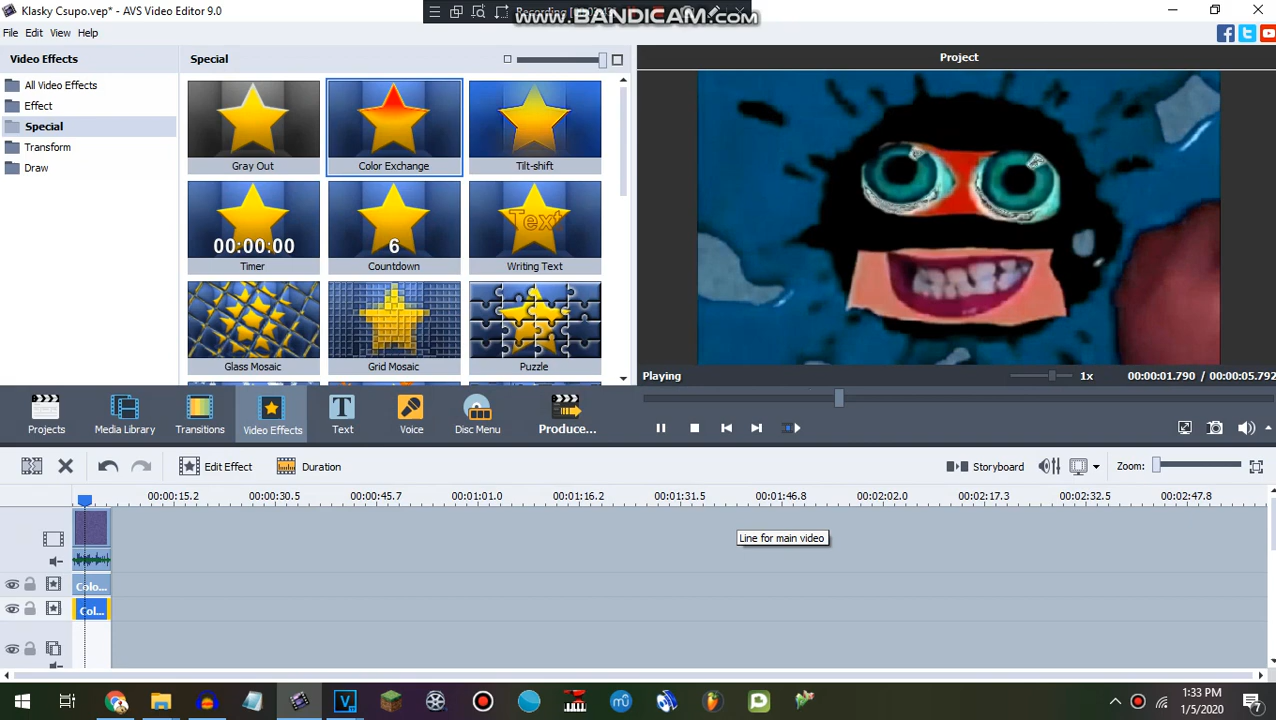 Klasky Csupo.vep* - AVS Video Editor 9.0
www.BANDICAM.com
File Edit View Help
Video Effects
Special
Project
All Video Effects
Effect
Special
Transform
Draw
Gray Out
Color Exchange
Tilt-shift
00:00:00
6
Text
Timer
Countdown
Writing Text
Glass Mosaic
Grid Mosaic
Puzzle
Playing
1x
00:00:01.790 / 00:00:05.792
Projects
Media Library
Transitions
Video Effects
Text
Voice
Disc Menu
Produce...
Edit Effect
Duration
Storyboard
Zoom:
00:00:15.2 00:00:30.5 00:00:45.7 00:01:01.0 00:01:16.2 00:01:31.5 00:01:46.8 00:02:02.0 00:02:17.3 00:02:32.5 00:02:47.8
Line for main video
Colo...
Col...
1:33 PM
1/5/2020
7